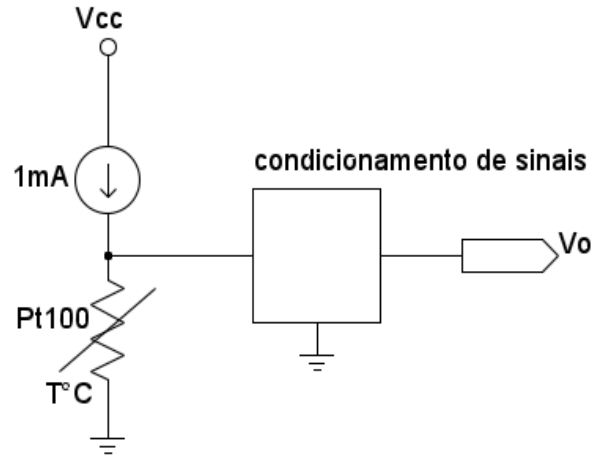 Vcc
condicionamento de sinais
1mA
Vo
Pt100
T°C